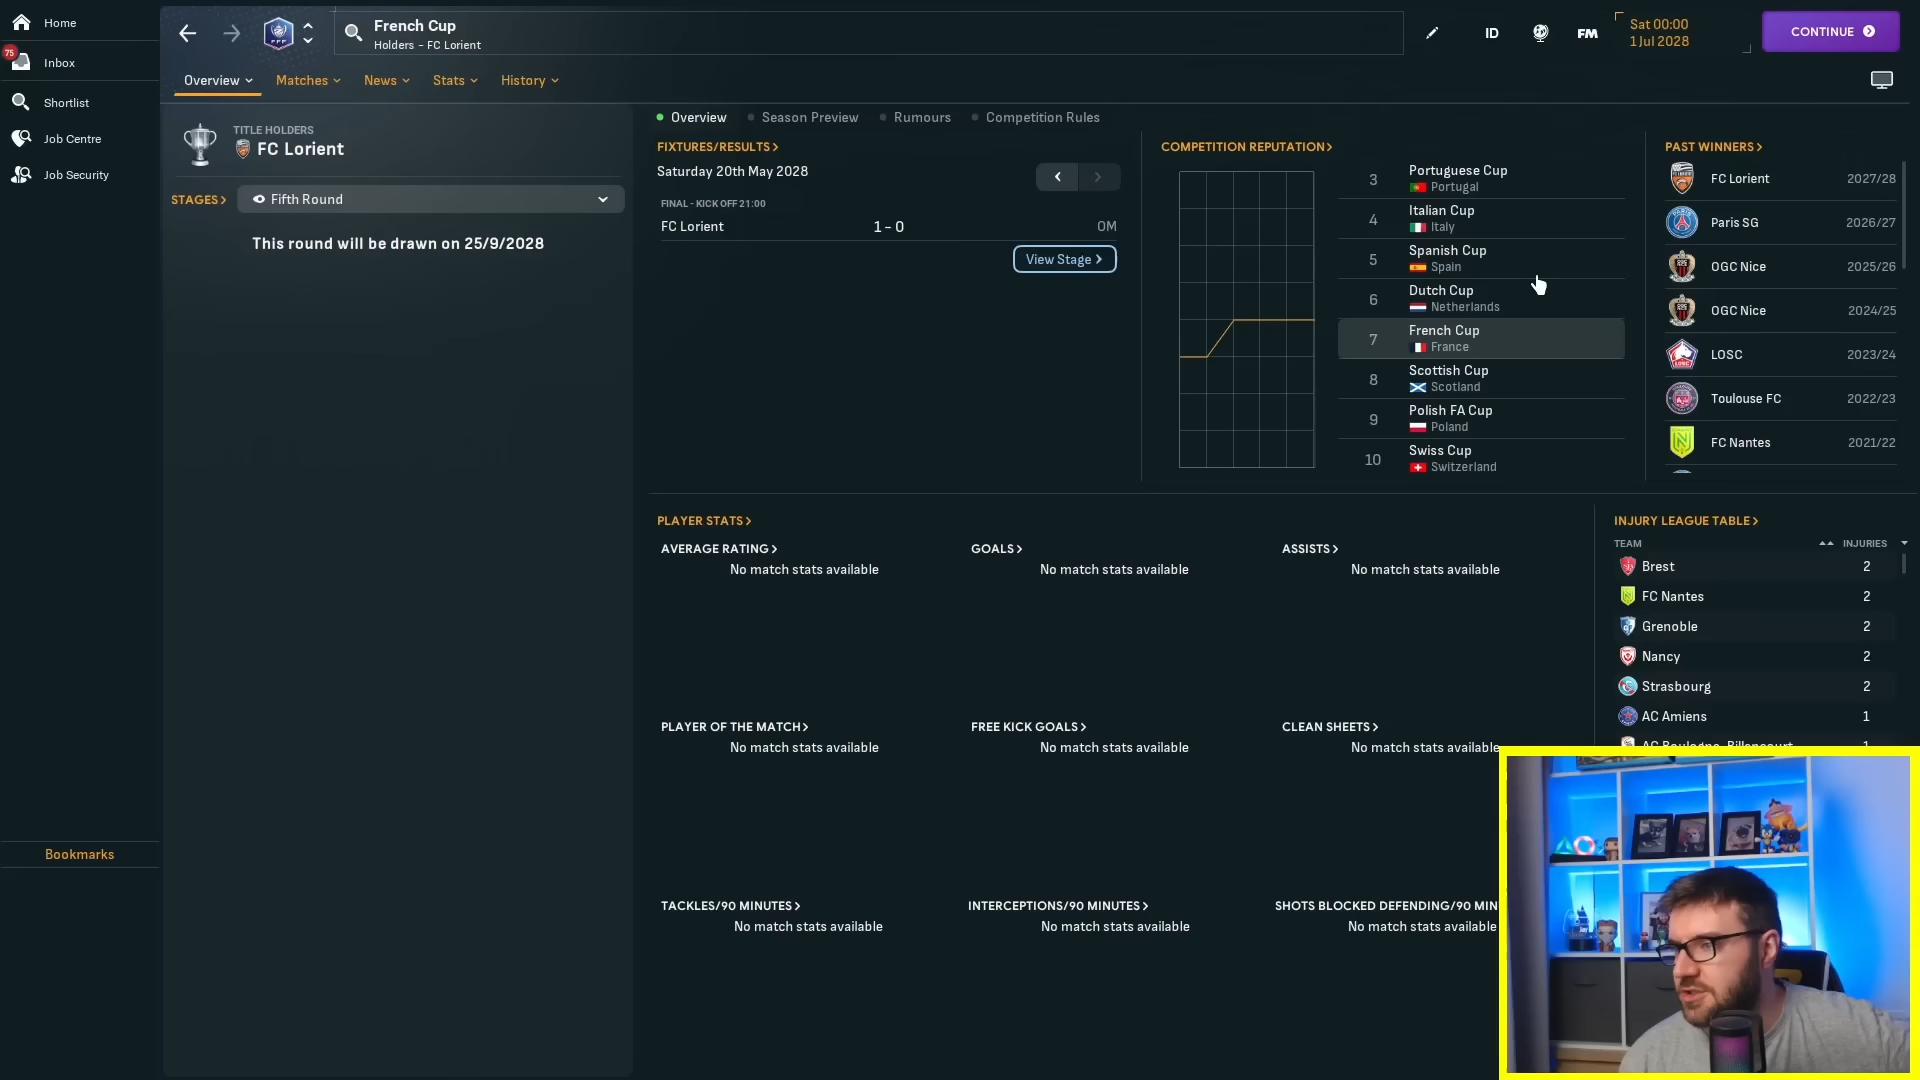 Home
75
Inbox
Shortlist
Job Centre
Job Security
Bookmarks
French Cup
Holders - FC Lorient
ID
FM
Sat 00:00
1 Jul 2028
CONTINUE
Overview
Matches
News
Stats
History
TITLE HOLDERS
FC Lorient
STAGES
Fifth Round
This round will be drawn on 25/9/2028
Overview
Season Preview
Rumours
Competition Rules
FIXTURES/RESULTS
Saturday 20th May 2028
FINAL - KICK OFF 21:00
FC Lorient 1 - 0 OM
View Stage
COMPETITION REPUTATION
3 Portuguese Cup
Portugal
4 Italian Cup
Italy
5 Spanish Cup
Spain
6 Dutch Cup
Netherlands
7 French Cup
France
8 Scottish Cup
Scotland
9 Polish FA Cup
Poland
10 Swiss Cup
Switzerland
PAST WINNERS
FC Lorient 2027/28
Paris SG 2026/27
OGC Nice 2025/26
OGC Nice 2024/25
LOSC 2023/24
Toulouse FC 2022/23
FC Nantes 2021/22
PLAYER STATS
AVERAGE RATING
No match stats available
GOALS
No match stats available
ASSISTS
No match stats available
PLAYER OF THE MATCH
No match stats available
FREE KICK GOALS
No match stats available
CLEAN SHEETS
No match stats available
TACKLES/90 MINUTES
No match stats available
INTERCEPTIONS/90 MINUTES
No match stats available
SHOTS BLOCKED DEFENDING/90 MIN
No match stats available
INJURY LEAGUE TABLE
TEAM INJURIES
Brest 2
FC Nantes 2
Grenoble 2
Nancy 2
Strasbourg 2
AC Amiens 1
AC Boulogne-Billancourt 1